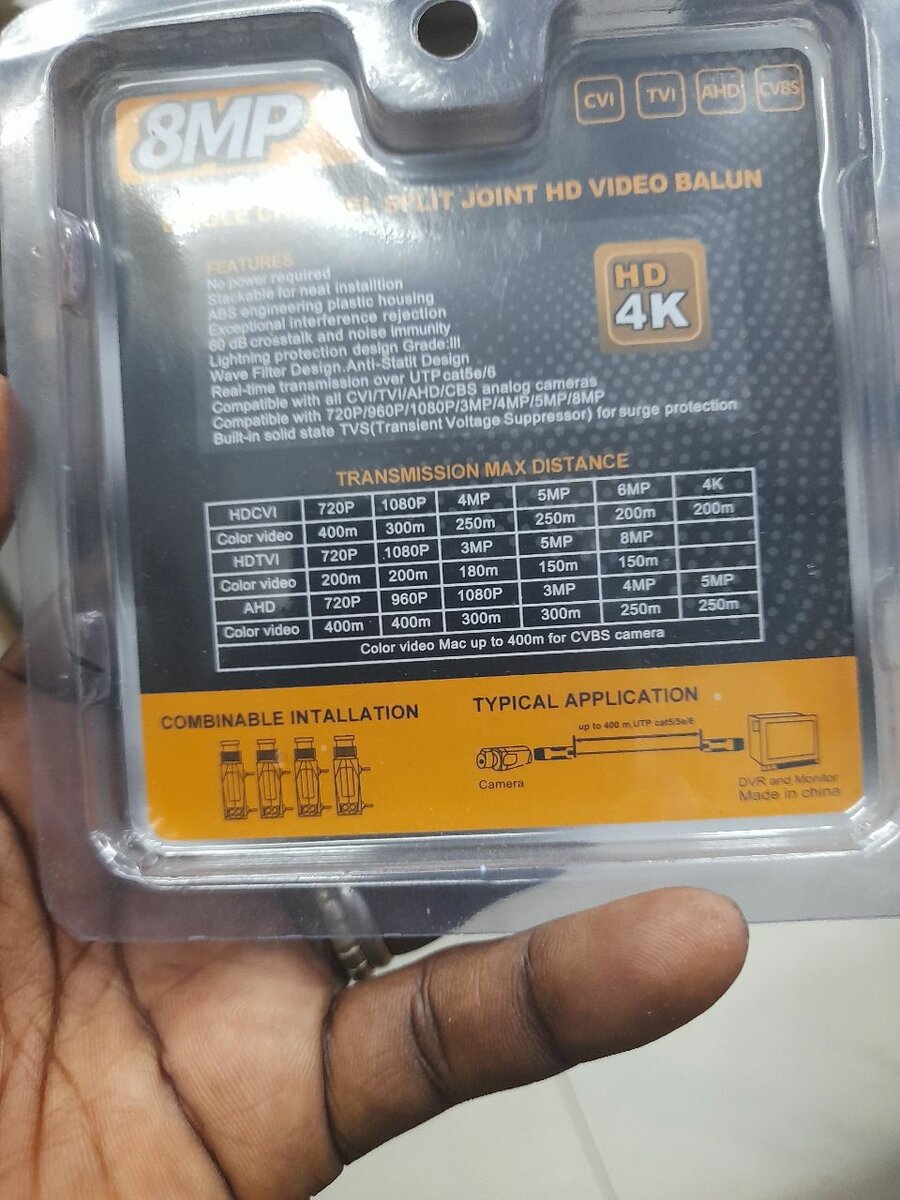 8MP
CVI TVI AHD CVBS
SPLIT JOINT HD VIDEO BALUN
FEATURES
No power required
Stackable for neat installtion
ABS engineering plastic housing
Exceptional interference rejection
60 dB crosstalk and noise Immunity
Lightning protection design Grade:III
Wave Filter Design.Anti-Statit Design
Real-time transmission over UTP cat5e/6
Compatible with all CVI/TVI/AHD/CBS analog cameras
Compatible with 720P/960P/1080P/3MP/4MP/5MP/8MP
Built-in solid state TVS(Transient Voltage Suppressor) for surge protection
HD
4K
TRANSMISSION MAX DISTANCE
HDCVI 720P 1080P 4MP 5MP 6MP 4K
Color video 400m 300m 250m 250m 200m 200m
HDTVI 720P 1080P 3MP 5MP 8MP
Color video 200m 200m 180m 150m 150m
AHD 720P 960P 1080P 3MP 4MP 5MP
Color video 400m 400m 300m 300m 250m 250m
Color video Mac up to 400m for CVBS camera
COMBINABLE INTALLATION
TYPICAL APPLICATION
up to 400 m,UTP cat5/5e/6
Camera
DVR and Monitor
Made in china